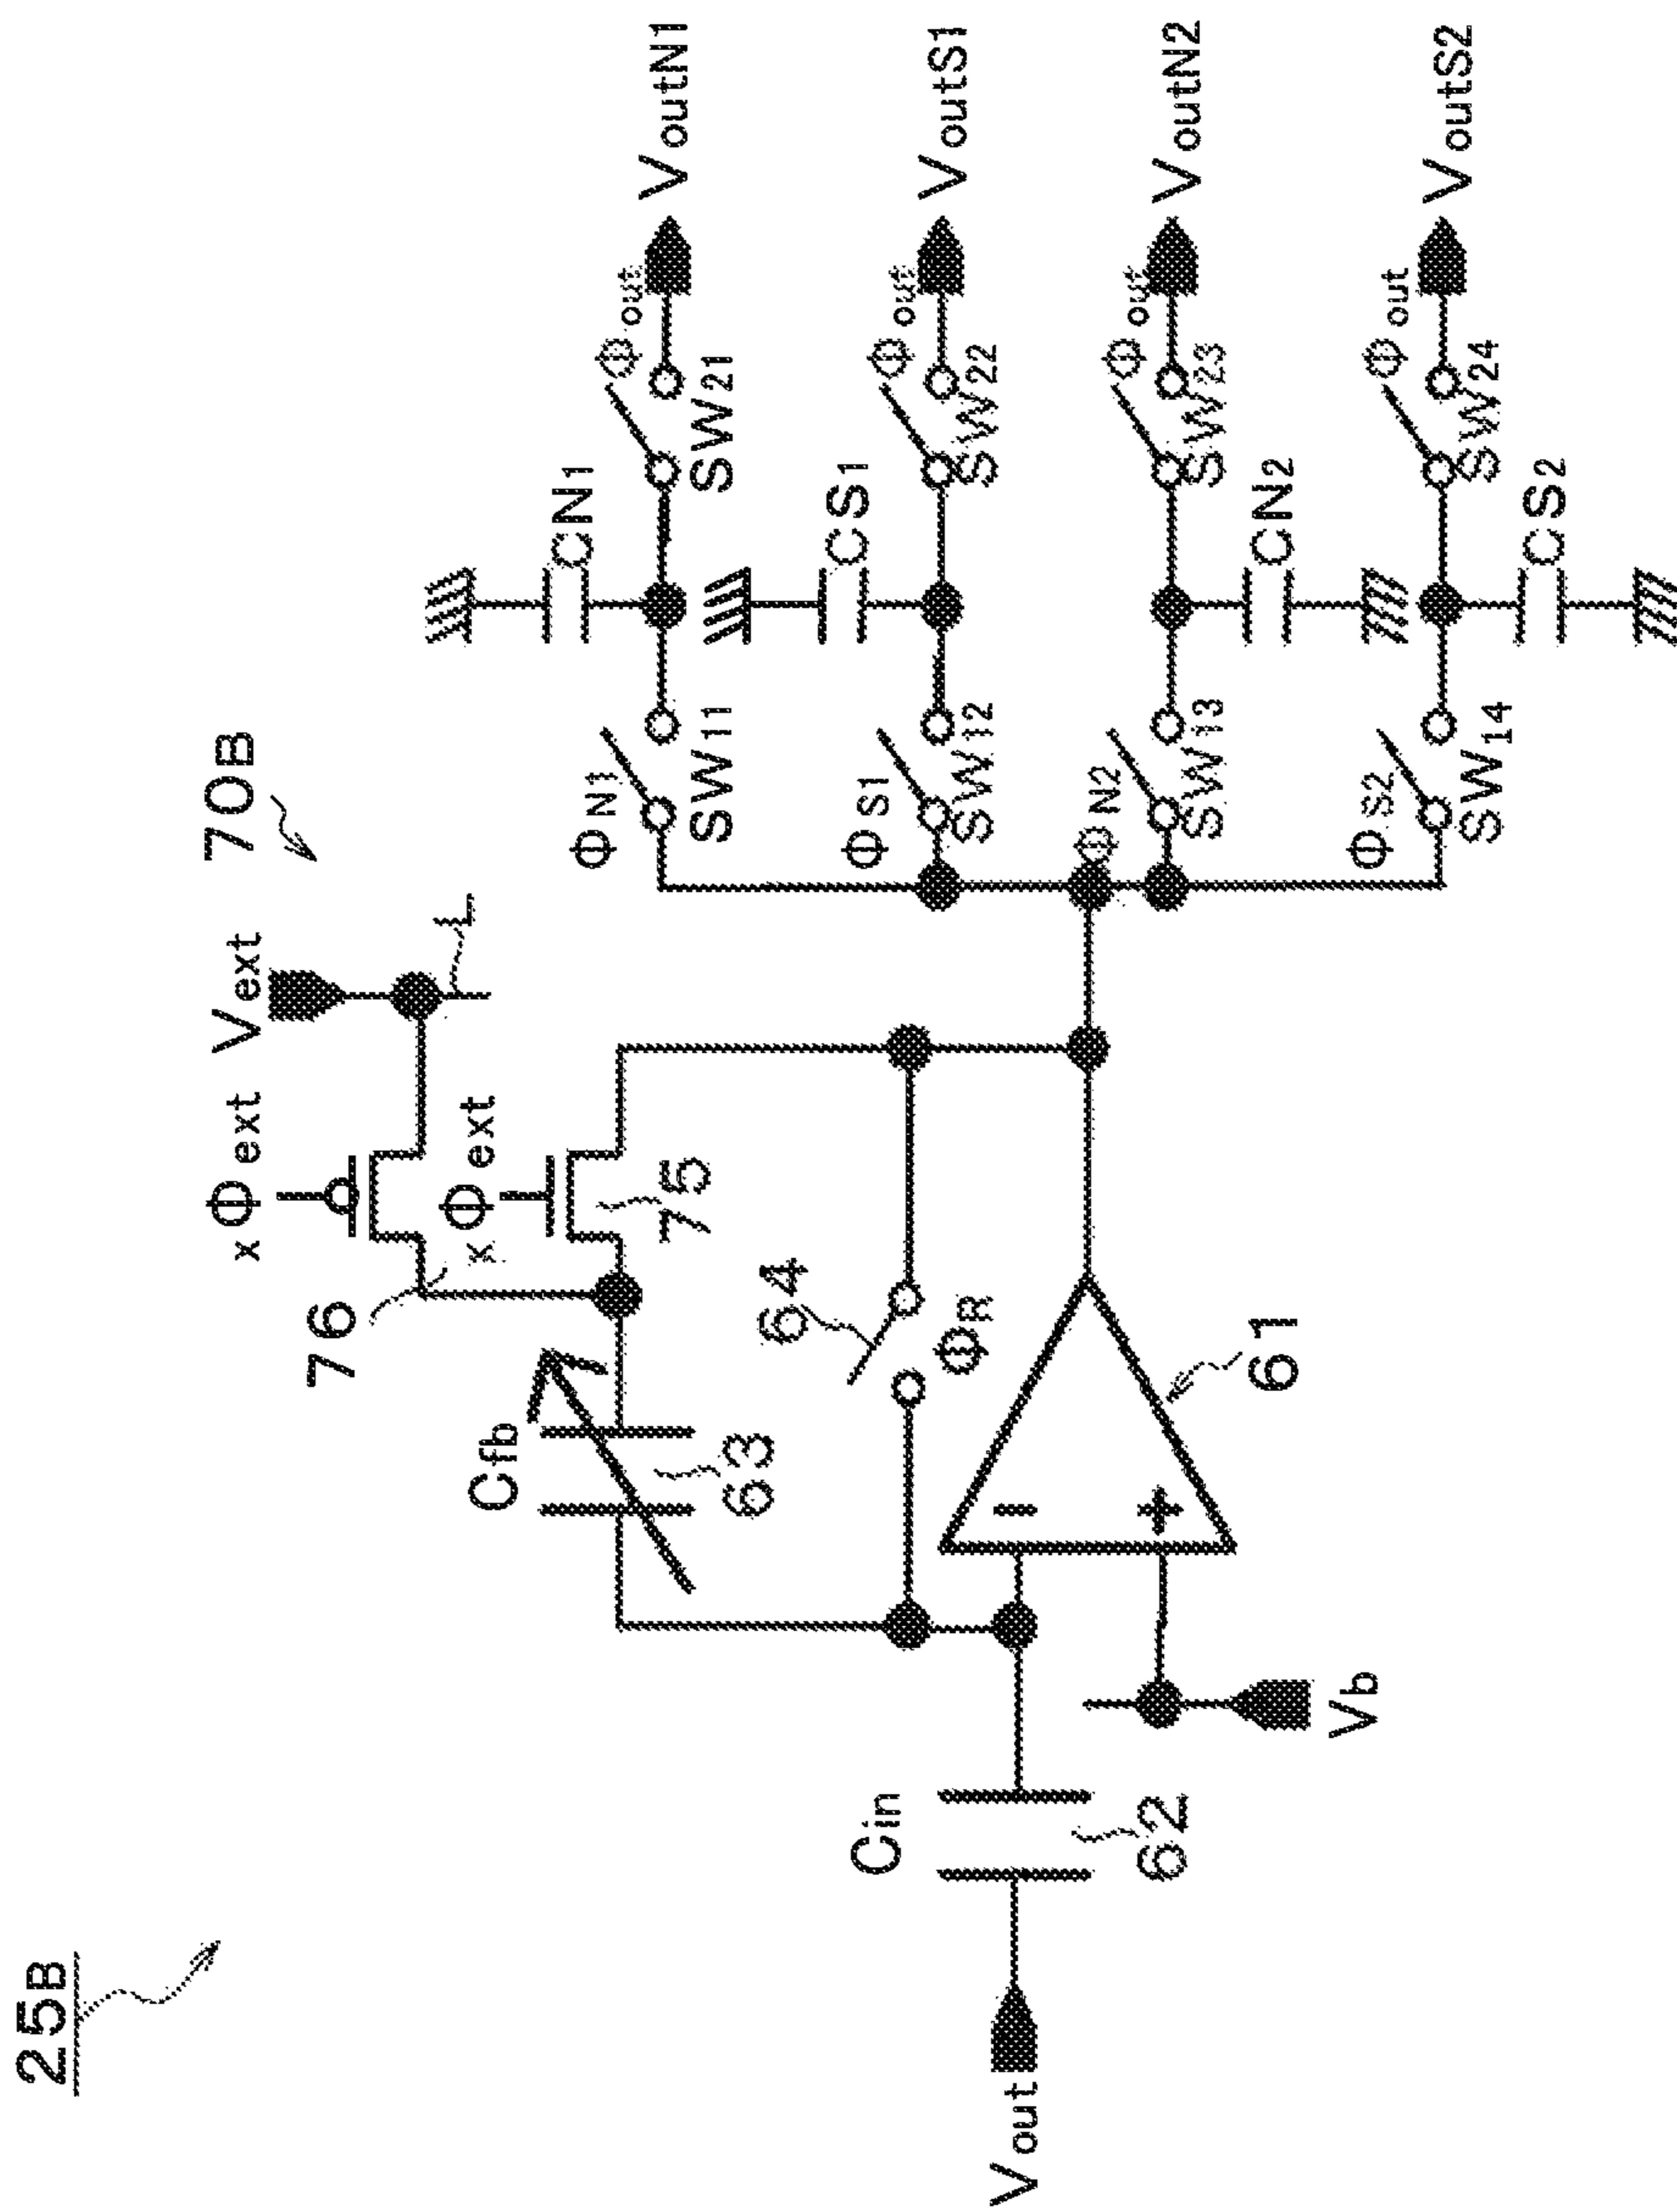 25B
70B
xΦext
Vext
L
76
xΦext
75
Cfb
63
64
ΦR
61
Cin
62
Vout
Vb
-
+
ΦN1
SW11
CN1
SW21
Φout
VoutN1
ΦS1
SW12
CS1
SW22
Φout
VoutS1
ΦN2
SW13
CN2
SW23
Φout
VoutN2
ΦS2
SW14
CS2
SW24
Φout
VoutS2